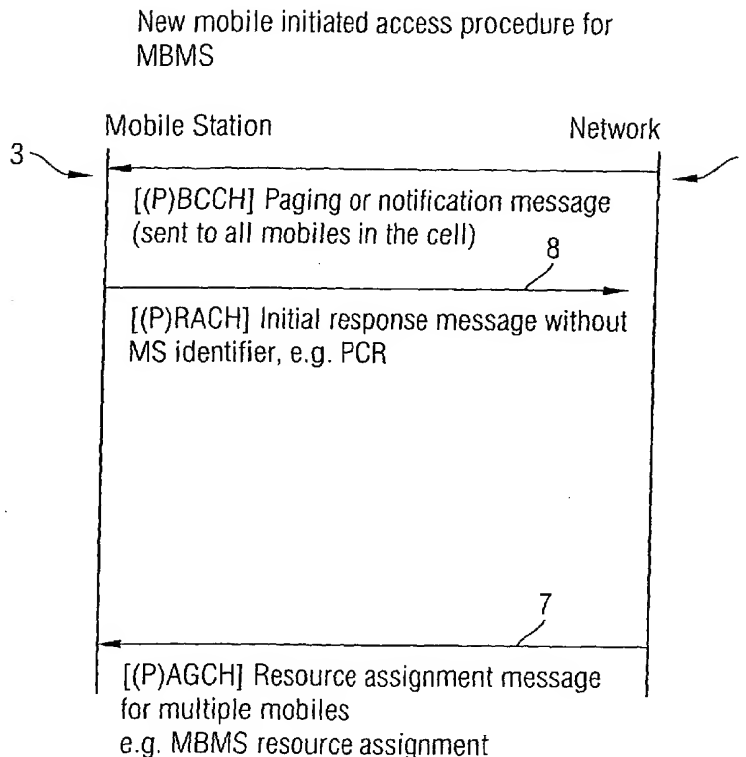 New mobile initiated access procedure for
MBMS
Mobile Station
Network
3
[(P)BCCH] Paging or notification message
(sent to all mobiles in the cell)
8
[(P)RACH] Initial response message without
MS identifier, e.g. PCR
7
[(P)AGCH] Resource assignment message
for multiple mobiles
e.g. MBMS resource assignment